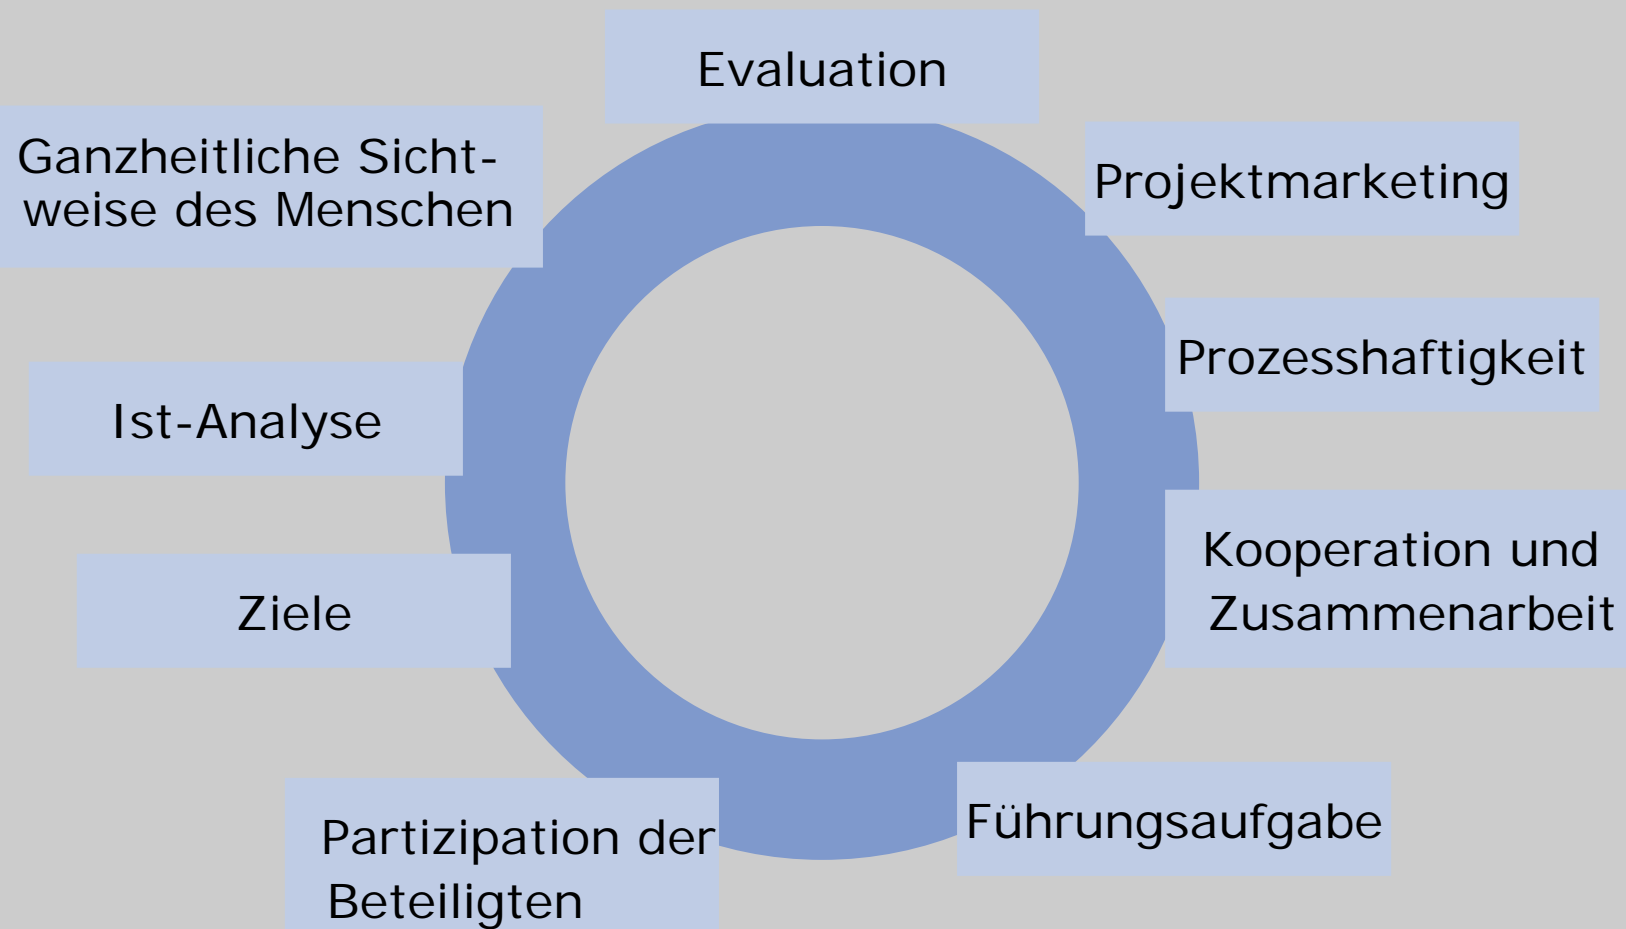 Evaluation
Ganzheitliche Sicht-
weise des Menschen
Projektmarketing
Prozesshaftigkeit
Ist-Analyse
Kooperation und
Zusammenarbeit
Ziele
Führungsaufgabe
Partizipation der
Beteiligten